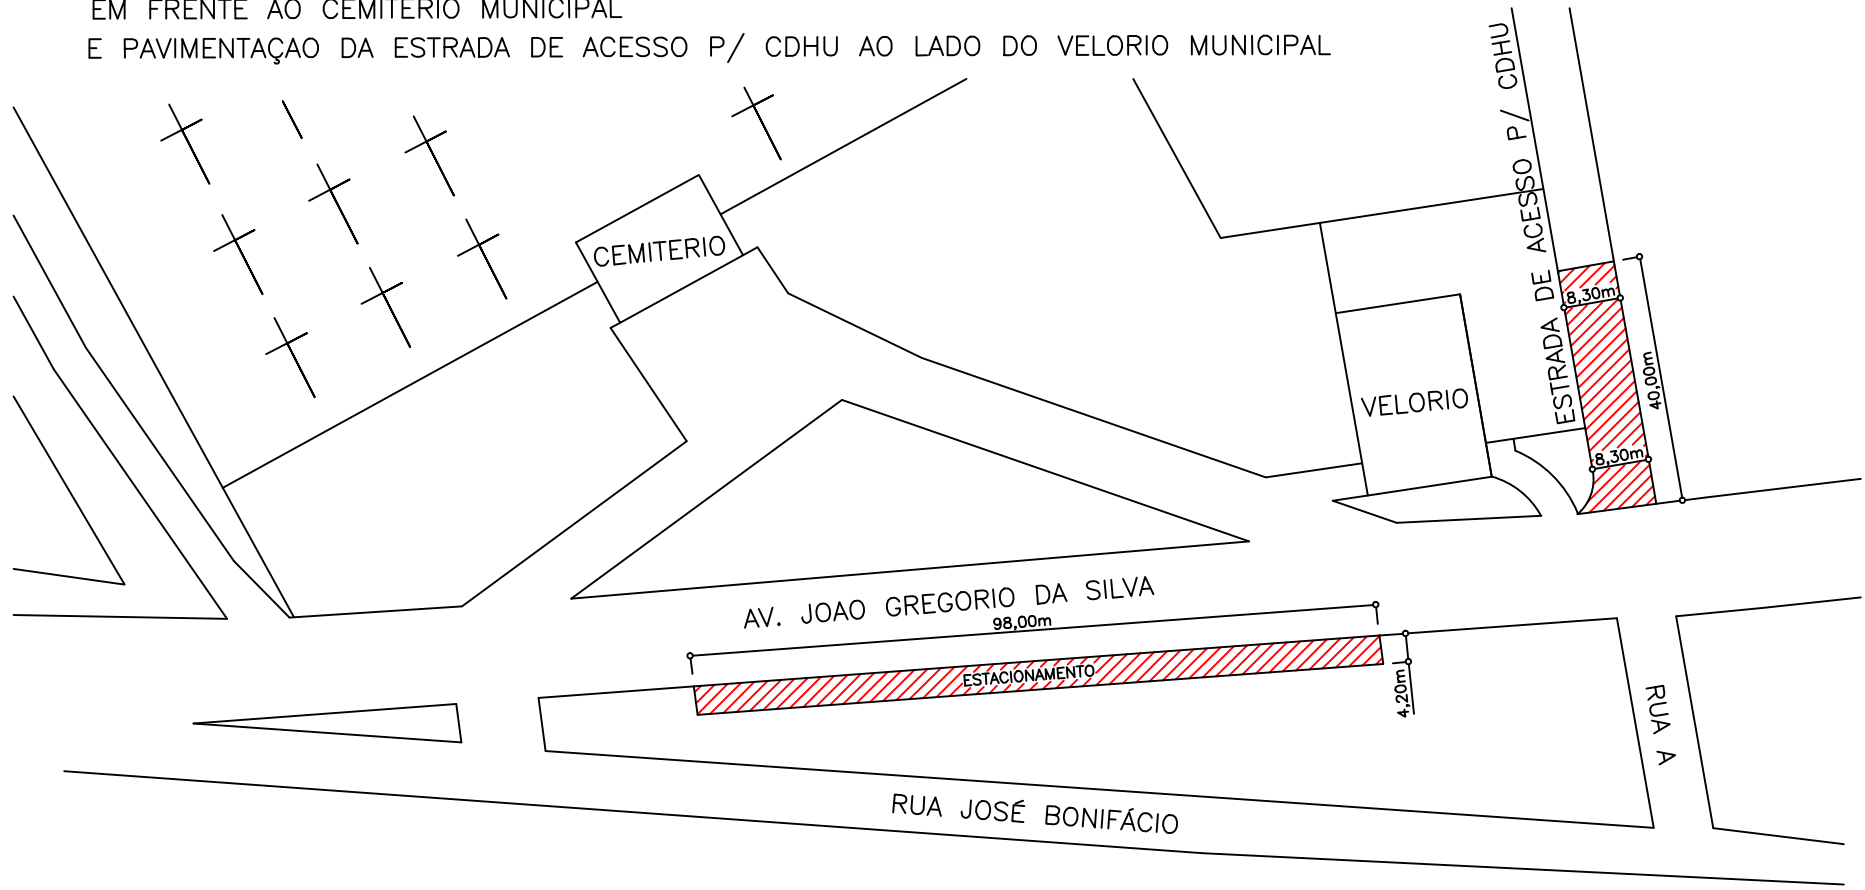 EM FRENTE AO CEMITERIO MUNICIPAL
E PAVIMENTAÇAO DA ESTRADA DE ACESSO P/ CDHU AO LADO DO VELORIO MUNICIPAL
ESTRADA DE ACESSO P/ CDHU
CEMITERIO
8,30m
40,00m
VELORIO
8,30m
AV. JOAO GREGORIO DA SILVA
98,00m
ESTACIONAMENTO
4,20m
RUA A
RUA JOSÉ BONIFÁCIO